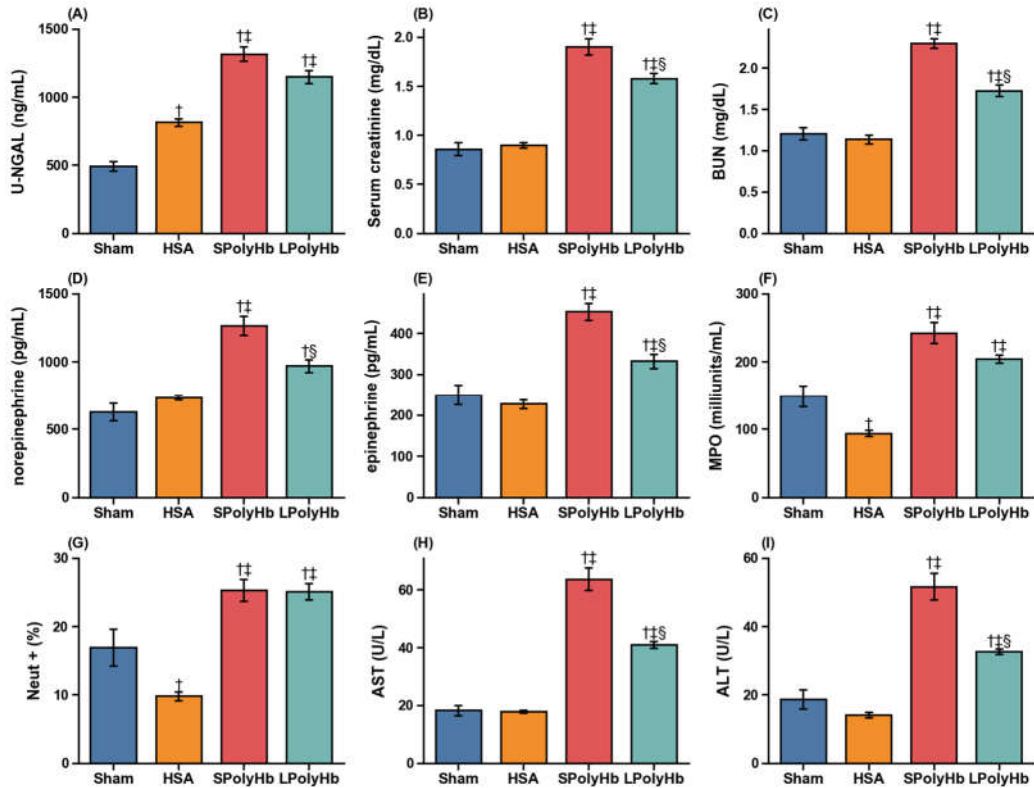 (A)
U-NGAL (ng/mL)
1500
1000
500
0
†
†‡
†‡
Sham HSA SPolyHb LPolyHb
(B)
Serum creatinine (mg/dL)
2.0
1.5
1.0
0.5
0.0
†‡
†‡§
Sham HSA SPolyHb LPolyHb
(C)
BUN (mg/dL)
2.0
1.0
0.0
†‡
†‡§
Sham HSA SPolyHb LPolyHb
(D)
norepinephrine (pg/mL)
1500
1000
500
0
†‡
†§
Sham HSA SPolyHb LPolyHb
(E)
epinephrine (pg/mL)
400
300
200
100
0
†‡
†‡§
Sham HSA SPolyHb LPolyHb
(F)
MPO (milliunits/mL)
300
200
100
0
†
†‡
†‡
Sham HSA SPolyHb LPolyHb
(G)
Neut + (%)
30
20
10
0
†
†‡
†‡
Sham HSA SPolyHb LPolyHb
(H)
AST (U/L)
60
40
20
0
†‡
†‡§
Sham HSA SPolyHb LPolyHb
(I)
ALT (U/L)
60
40
20
0
†‡
†‡§
Sham HSA SPolyHb LPolyHb